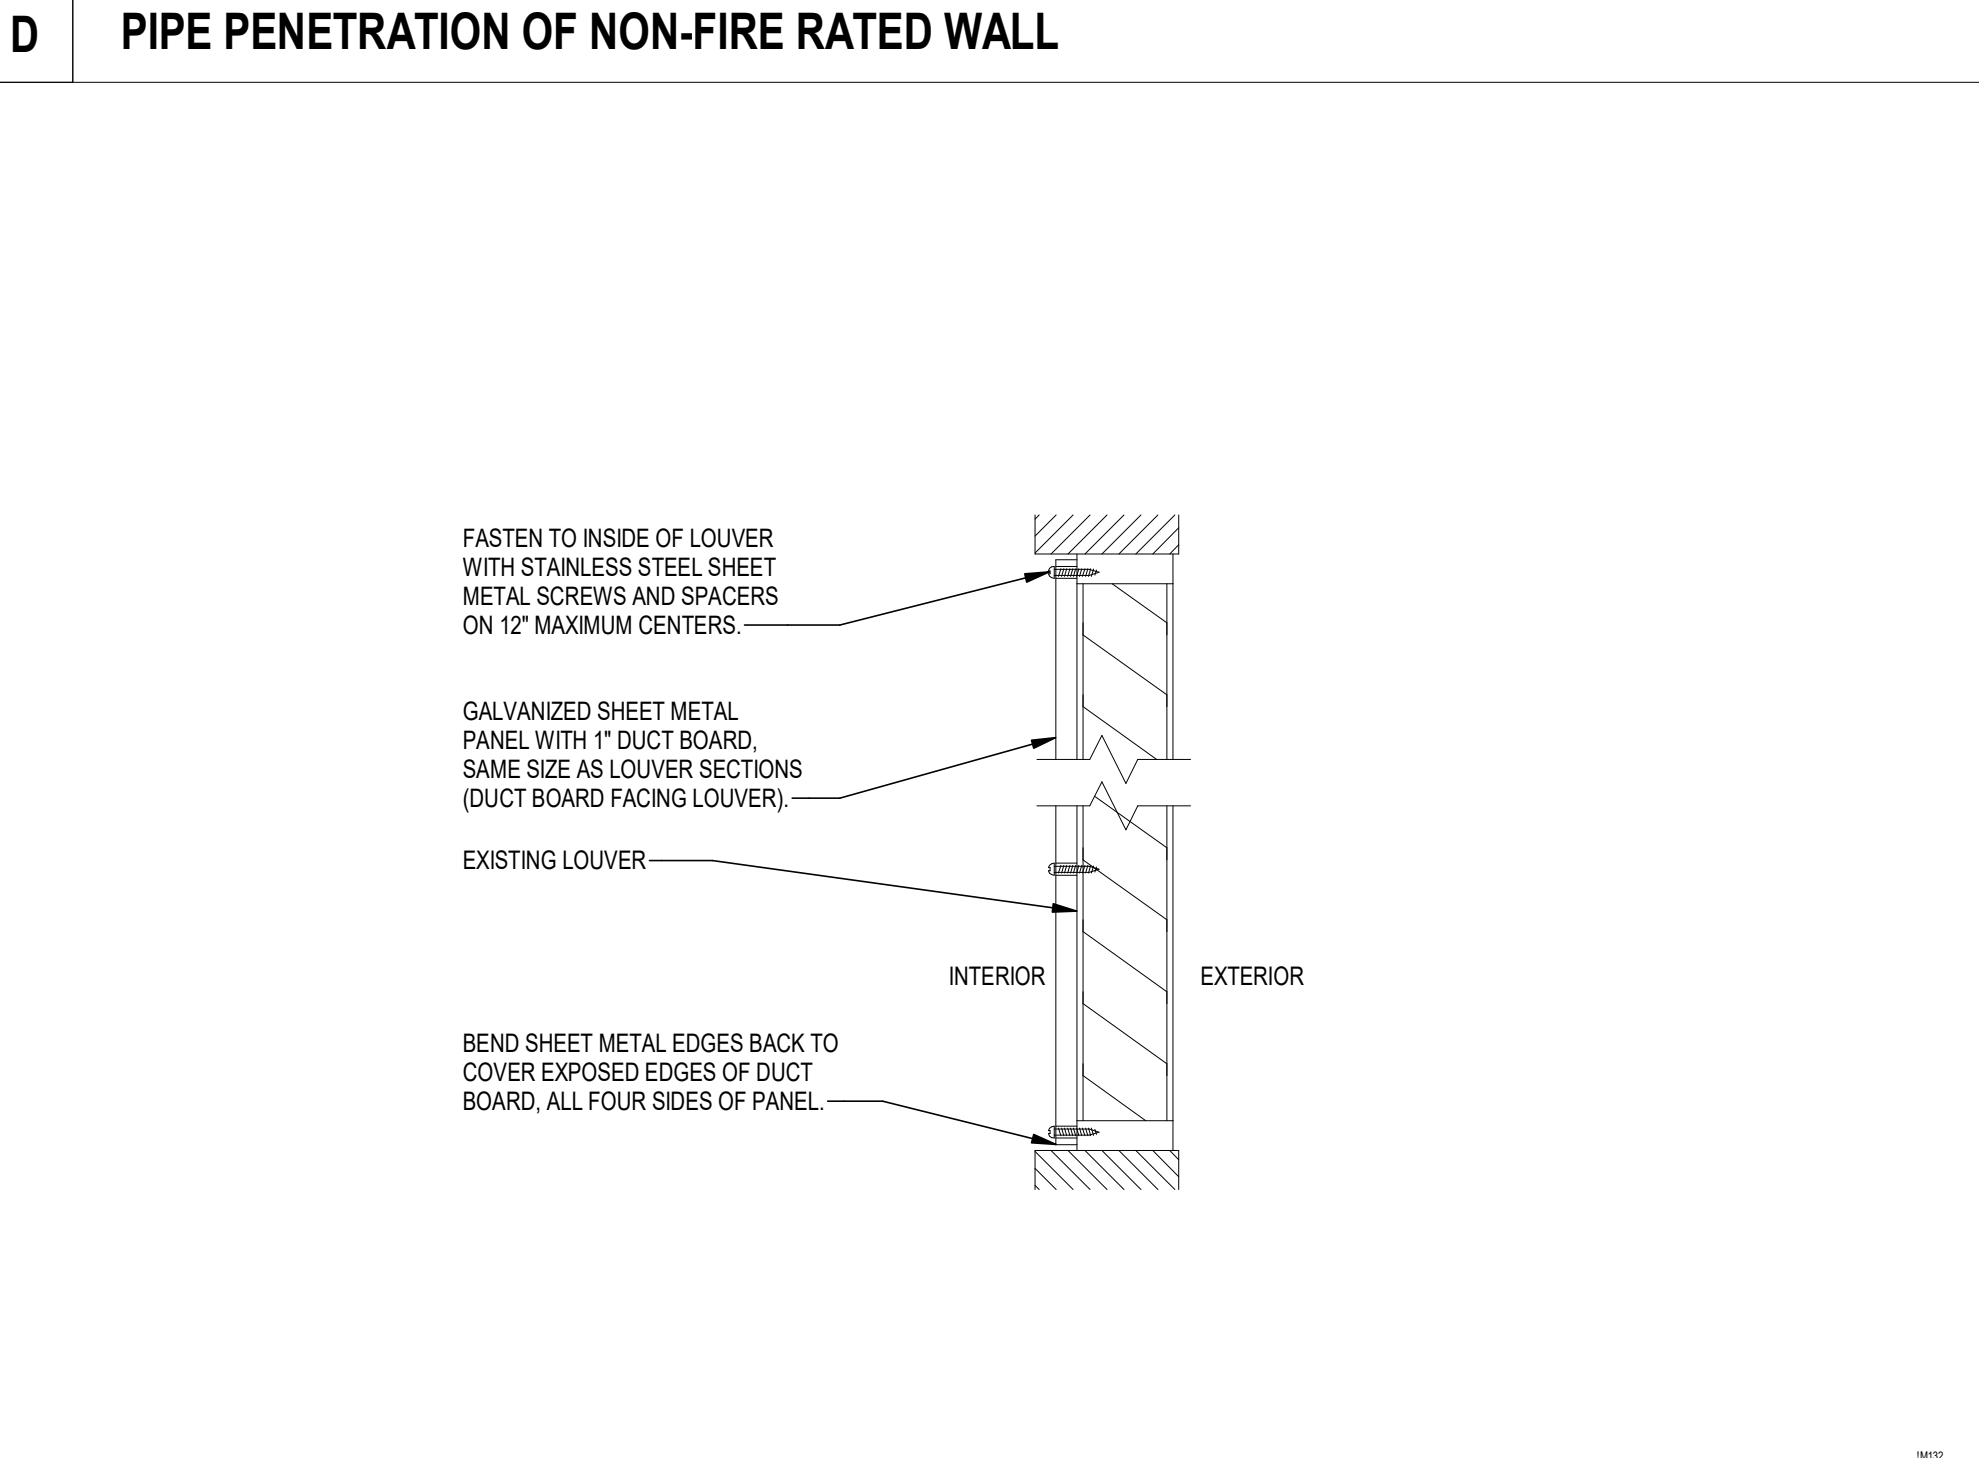 D
PIPE PENETRATION OF NON-FIRE RATED WALL
FASTEN TO INSIDE OF LOUVER
WITH STAINLESS STEEL SHEET
METAL SCREWS AND SPACERS
ON 12" MAXIMUM CENTERS.
GALVANIZED SHEET METAL
PANEL WITH 1" DUCT BOARD,
SAME SIZE AS LOUVER SECTIONS
(DUCT BOARD FACING LOUVER).
EXISTING LOUVER
INTERIOR
EXTERIOR
BEND SHEET METAL EDGES BACK TO
COVER EXPOSED EDGES OF DUCT
BOARD, ALL FOUR SIDES OF PANEL.
!M132